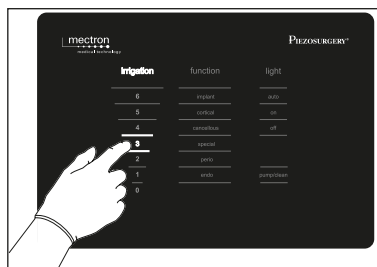 mectron
medical technology
PIEZOSURGERY®
Irrigation function light
6 implant auto
5 cortical on
4 cancellous off
3 special
2 perio
1 endo pump/clean
0